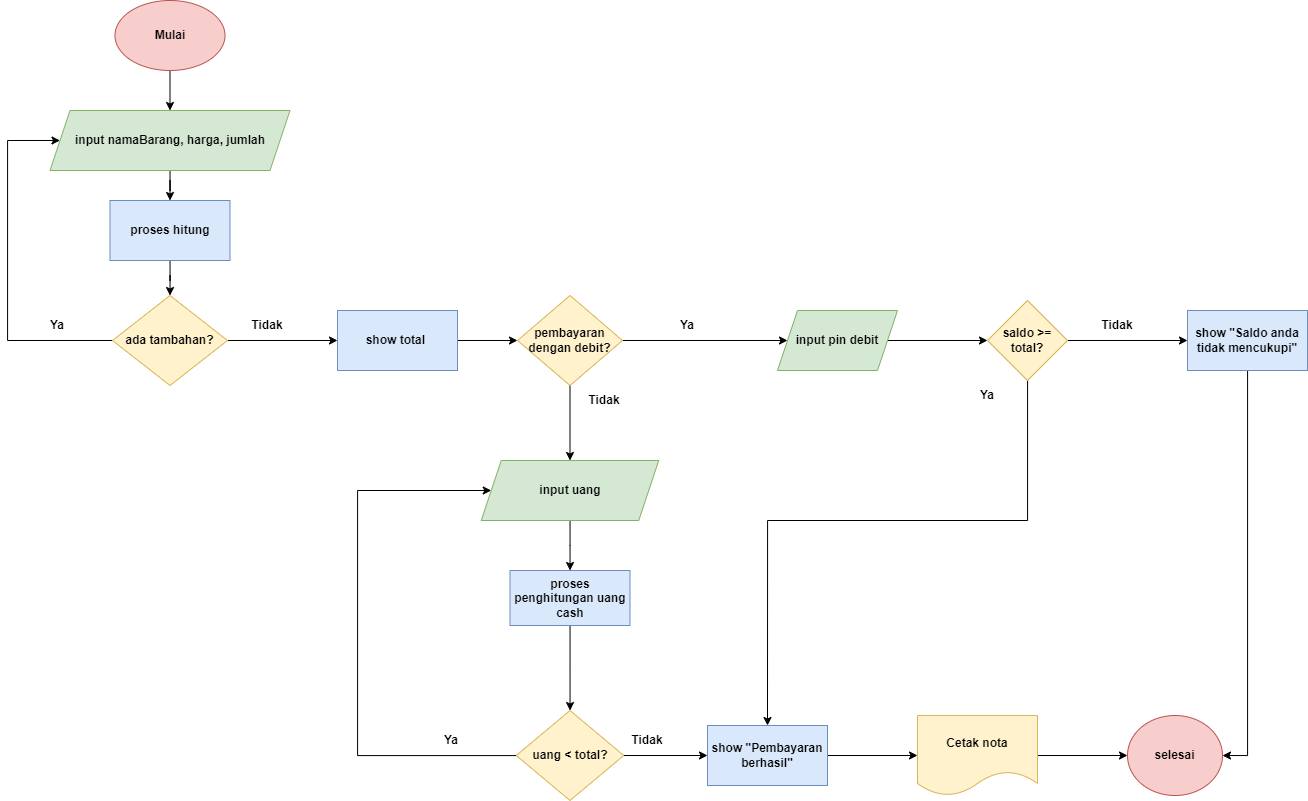 Mulai
input namaBarang, harga, jumlah
proses hitung
ada tambahan?
Ya
Tidak
show total
pembayaran
dengan debit?
Ya
input pin debit
saldo >=
total?
Tidak
show "Saldo anda
tidak mencukupi"
Ya
Tidak
input uang
proses
penghitungan uang
cash
uang < total?
Ya
Tidak
show "Pembayaran
berhasil"
Cetak nota
selesai